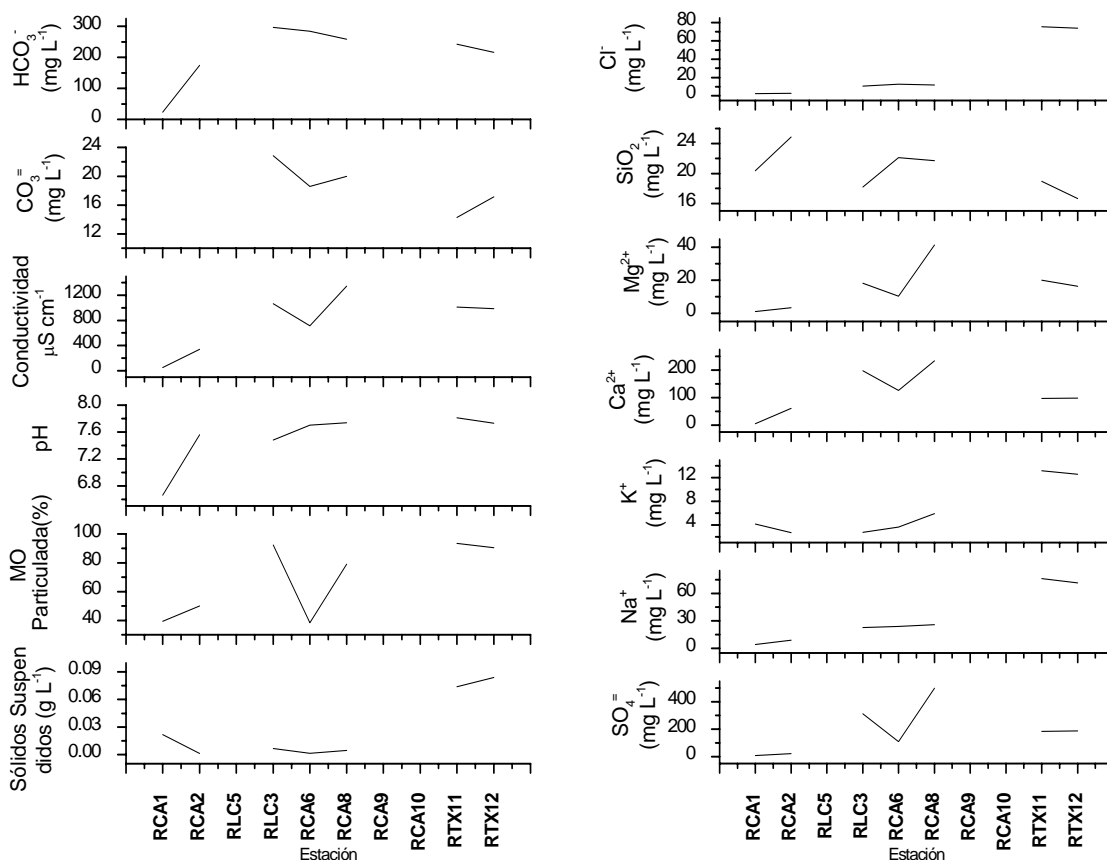 HCO3-
(mg L-1)
300
200
100
0
CO3=
(mg L-1)
24
20
16
12
Conductividad
µS cm-1
1200
800
400
0
pH
8.0
7.6
7.2
6.8
MO
Particulada(%)
100
80
60
40
Sólidos Suspen
didos (g L-1)
0.09
0.06
0.03
0.00
RCA1
RCA2
RLC5
RLC3
RCA6
RCA8
RCA9
RCA10
RTX11
RTX12
Estación
Cl-
(mg L-1)
80
60
40
20
0
SiO2
(mg L-1)
24
20
16
Mg2+
(mg L-1)
40
20
0
Ca2+
(mg L-1)
200
100
0
K+
(mg L-1)
12
8
4
Na+
(mg L-1)
60
30
0
SO4=
(mg L-1)
400
200
0
RCA1
RCA2
RLC5
RLC3
RCA6
RCA8
RCA9
RCA10
RTX11
RTX12
Estación